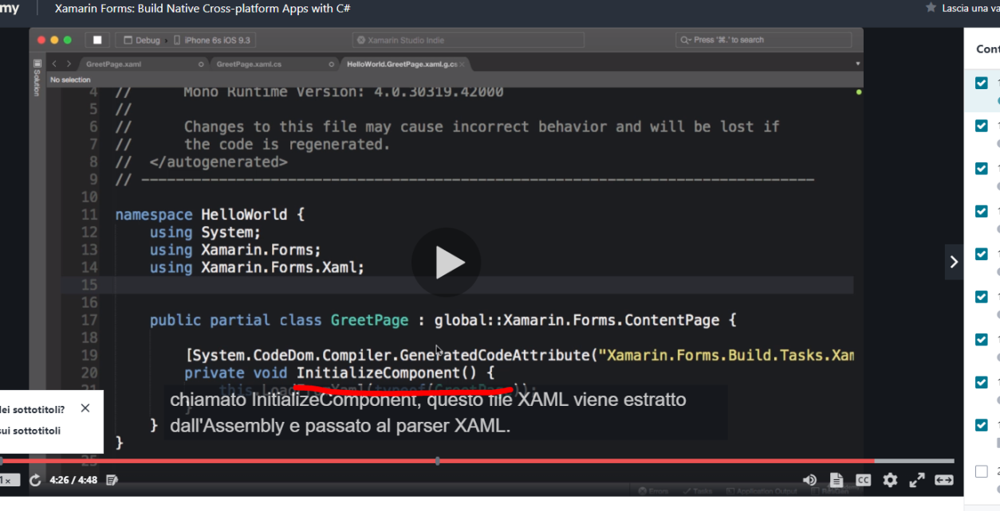 my
Xamarin Forms: Build Native Cross-platform Apps with C#
Lascia una va
Debug
iPhone 6s iOS 9.3
Xamarin Studio Indie
Press '⌘.' to search
Cont
Solution
GreetPage.xaml
GreetPage.xaml.cs
HelloWorld.GreetPage.xaml.g.cs
No selection
4 // Mono Runtime Version: 4.0.30319.42000
5 //
6 // Changes to this file may cause incorrect behavior and will be lost if
7 // the code is regenerated.
8 // </autogenerated>
9 // ------------------------------------------------------------------------------
10
11 namespace HelloWorld {
12 using System;
13 using Xamarin.Forms;
14 using Xamarin.Forms.Xaml;
15
16
17 public partial class GreetPage : global::Xamarin.Forms.ContentPage {
18
19 [System.CodeDom.Compiler.GeneratedCodeAttribute("Xamarin.Forms.Build.Tasks.Xam
20 private void InitializeComponent() {
21 this.LoadFromXaml(typeof(GreetPage));
chiamato InitializeComponent, questo file XAML viene estratto
}
} dall'Assembly e passato al parser XAML.
}
25
lei sottotitoli?
sui sottotitoli
1x
4:26 / 4:48
CC
Errors
Tasks
Application Output